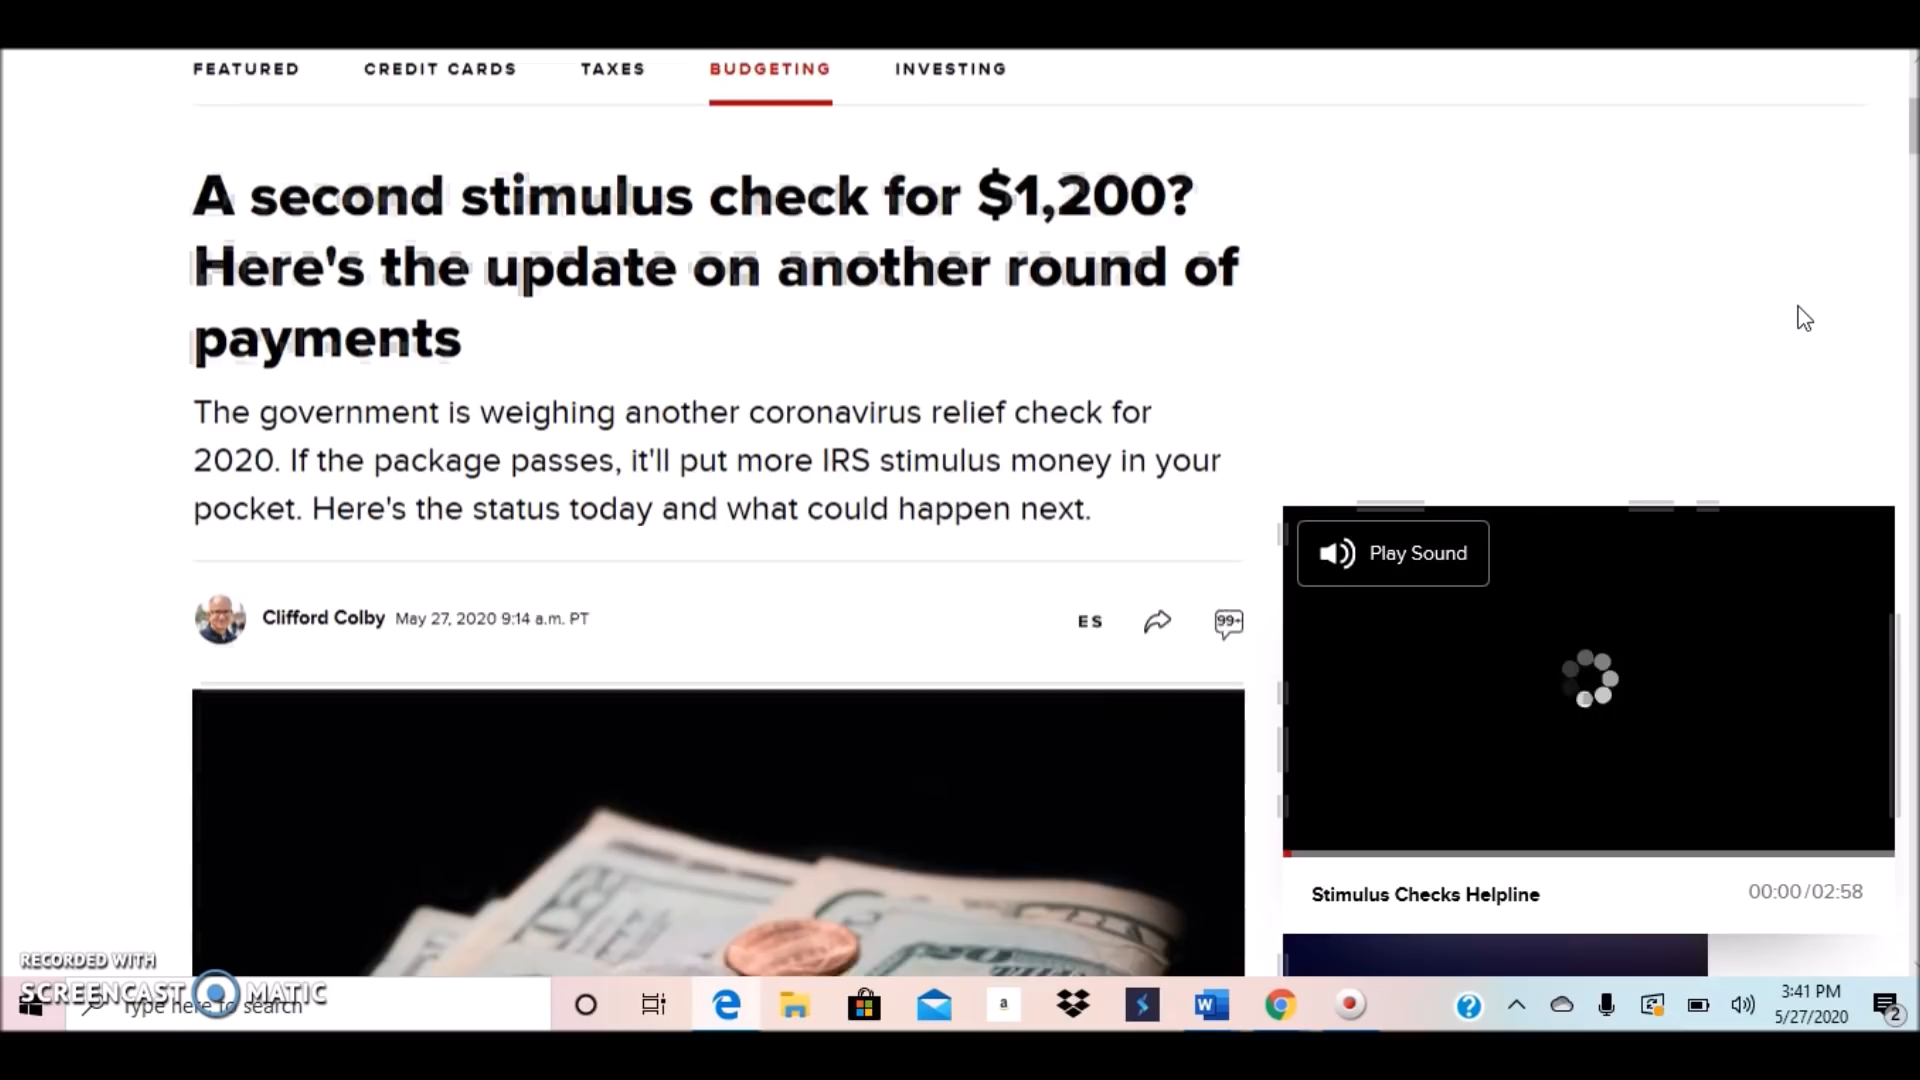 FEATURED CREDIT CARDS TAXES BUDGETING INVESTING
A second stimulus check for $1,200?
Here's the update on another round of
payments
The government is weighing another coronavirus relief check for
2020. If the package passes, it'll put more IRS stimulus money in your
pocket. Here's the status today and what could happen next.
Clifford Colby May 27, 2020 9:14 a.m. PT
ES 99+
Play Sound
Stimulus Checks Helpline 00:00/02:58
RECORDED WITH
SCREENCAST MATIC
Type here to search
a
W
3:41 PM
5/27/2020
2